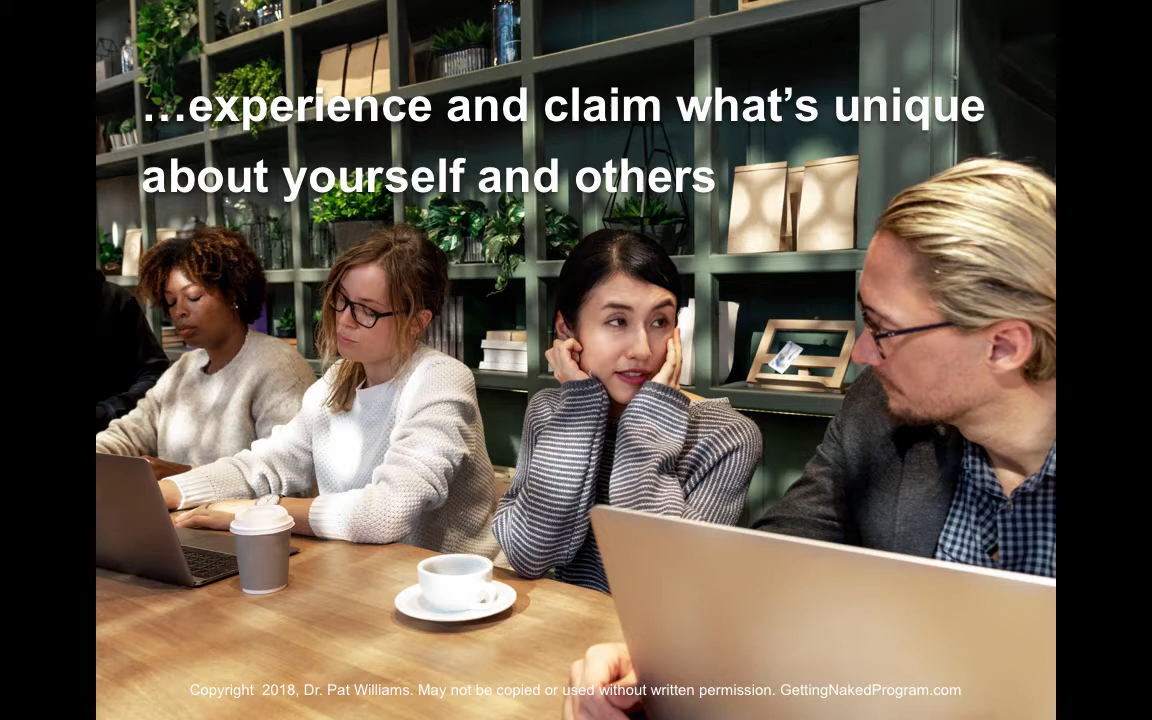 …experience and claim what’s unique
about yourself and others
Copyright  2018, Dr. Pat Williams. May not be copied or used without written permission. GettingNakedProgram.com